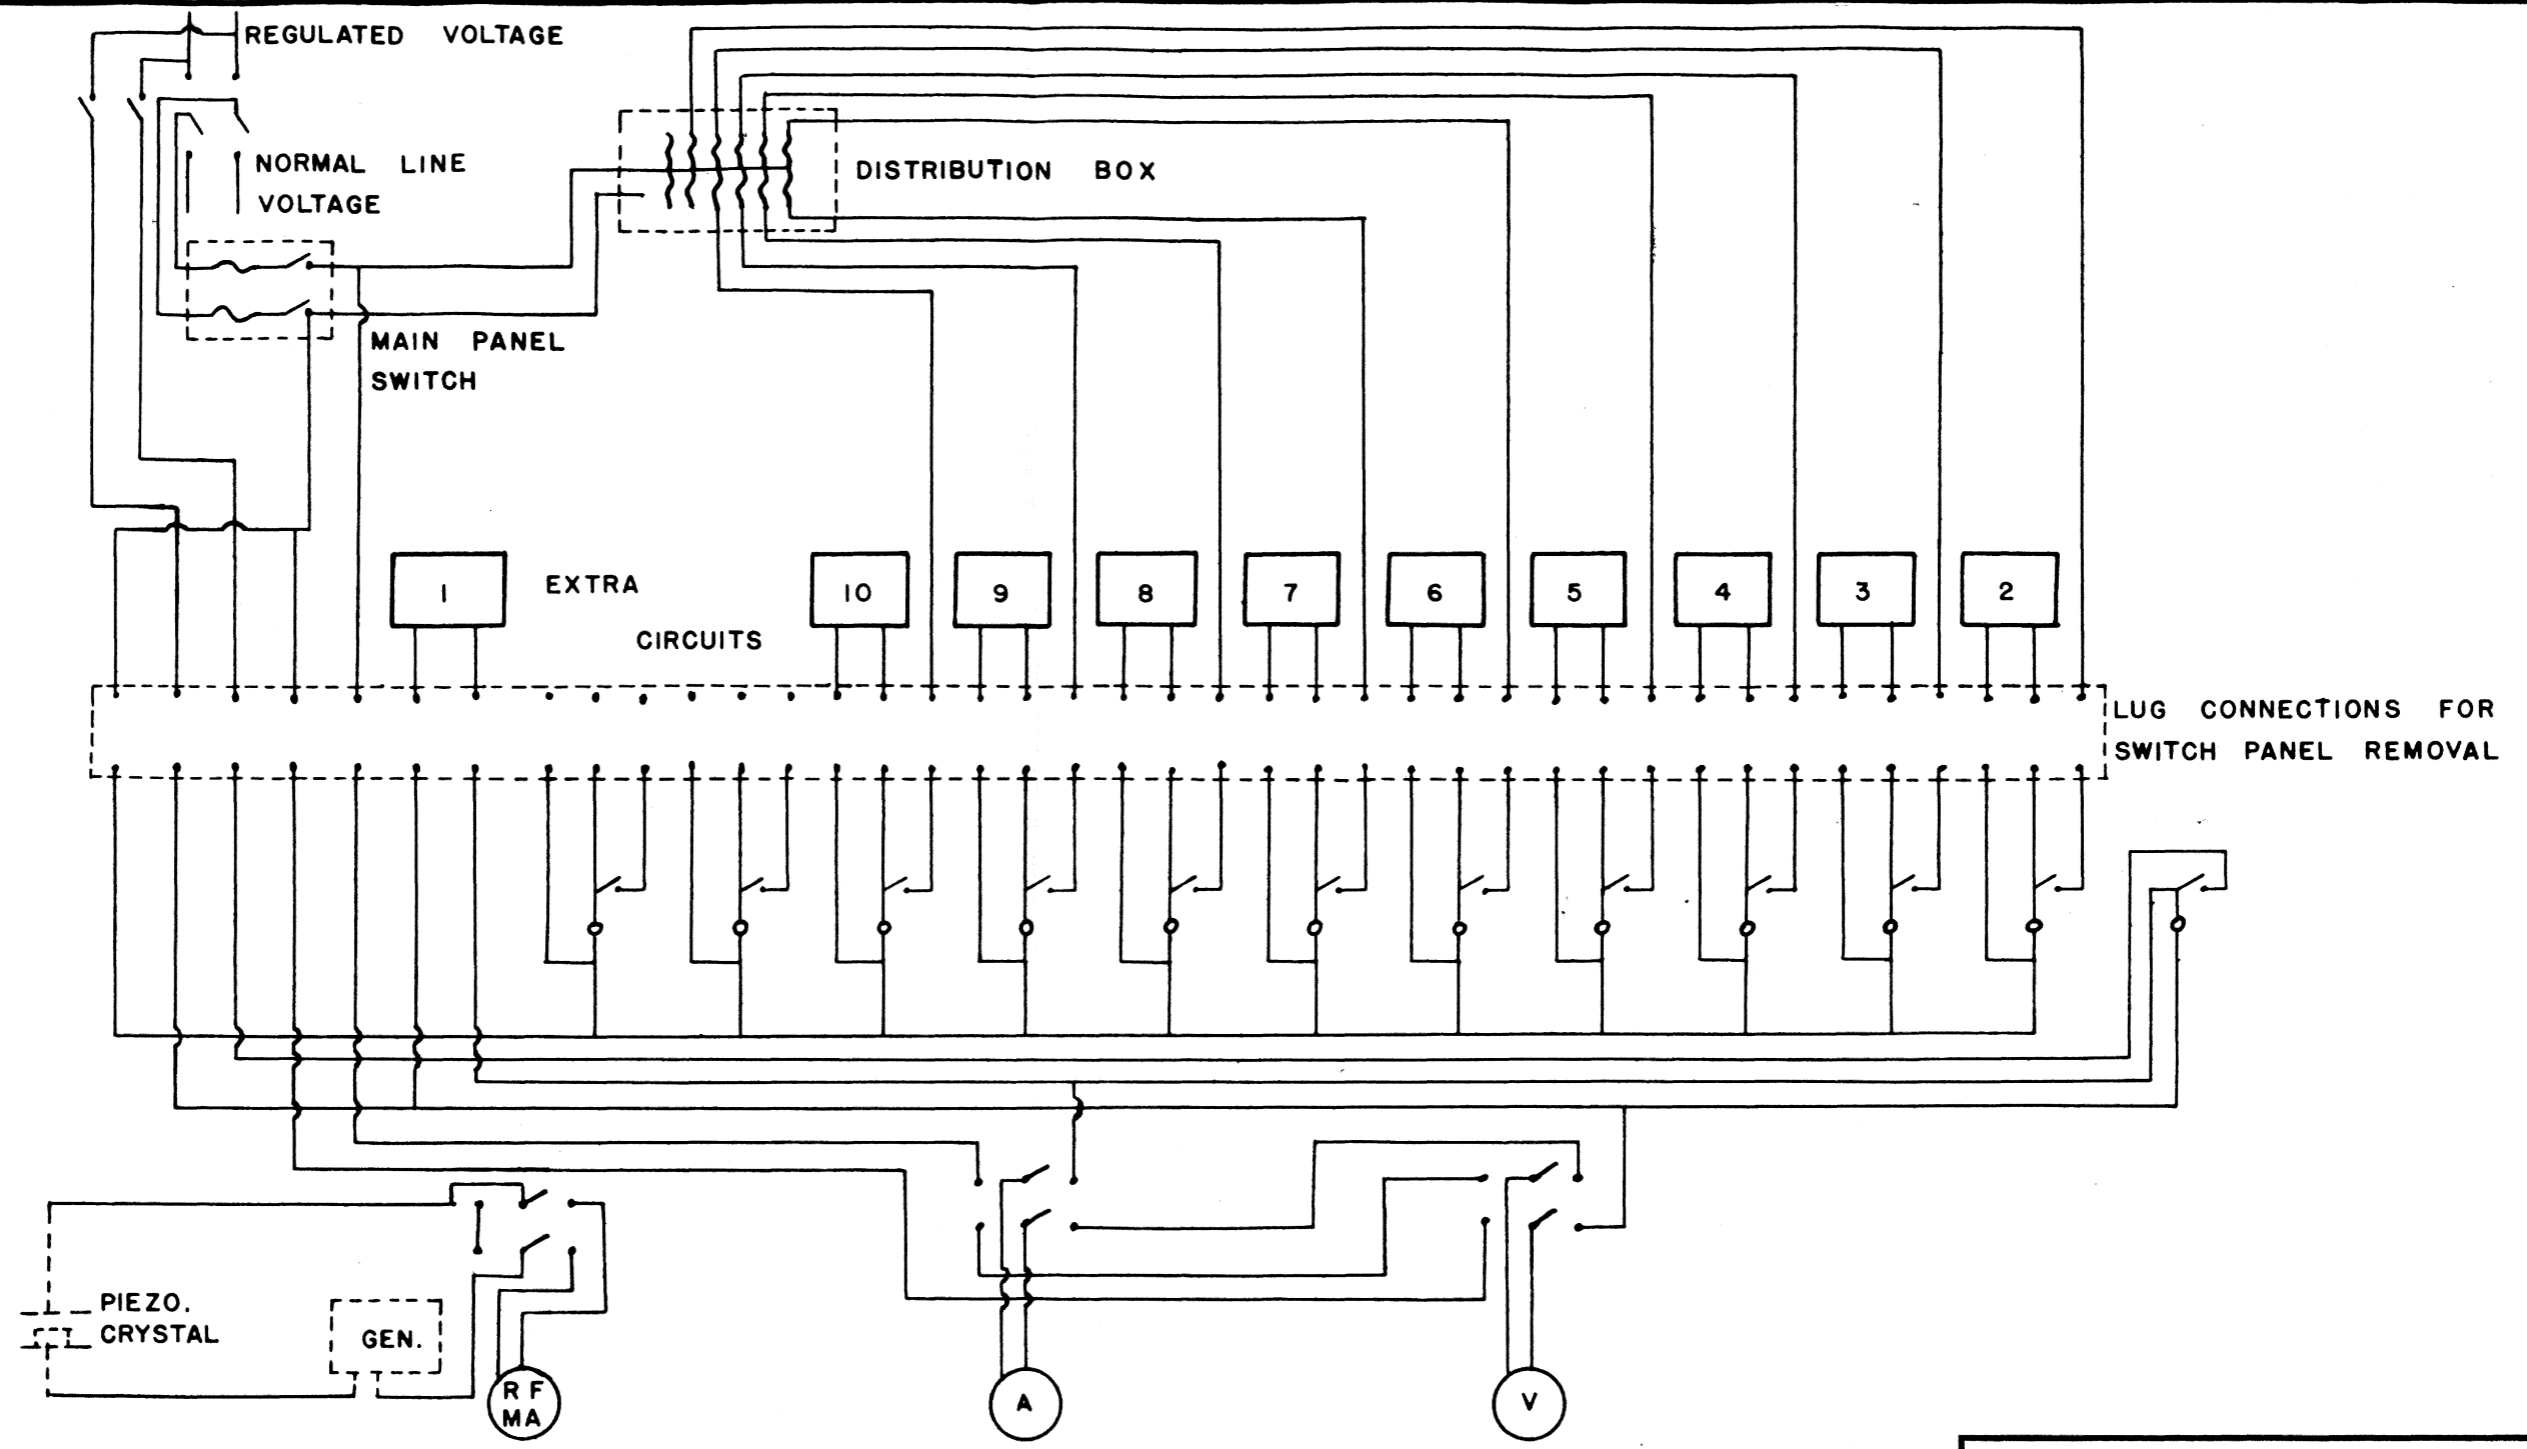 REGULATED VOLTAGE
NORMAL LINE
VOLTAGE
DISTRIBUTION BOX
MAIN PANEL
SWITCH
1
EXTRA
CIRCUITS
10
9
8
7
6
5
4
3
2
LUG CONNECTIONS FOR
SWITCH PANEL REMOVAL
PIEZO.
CRYSTAL
GEN.
RF
MA
A
V